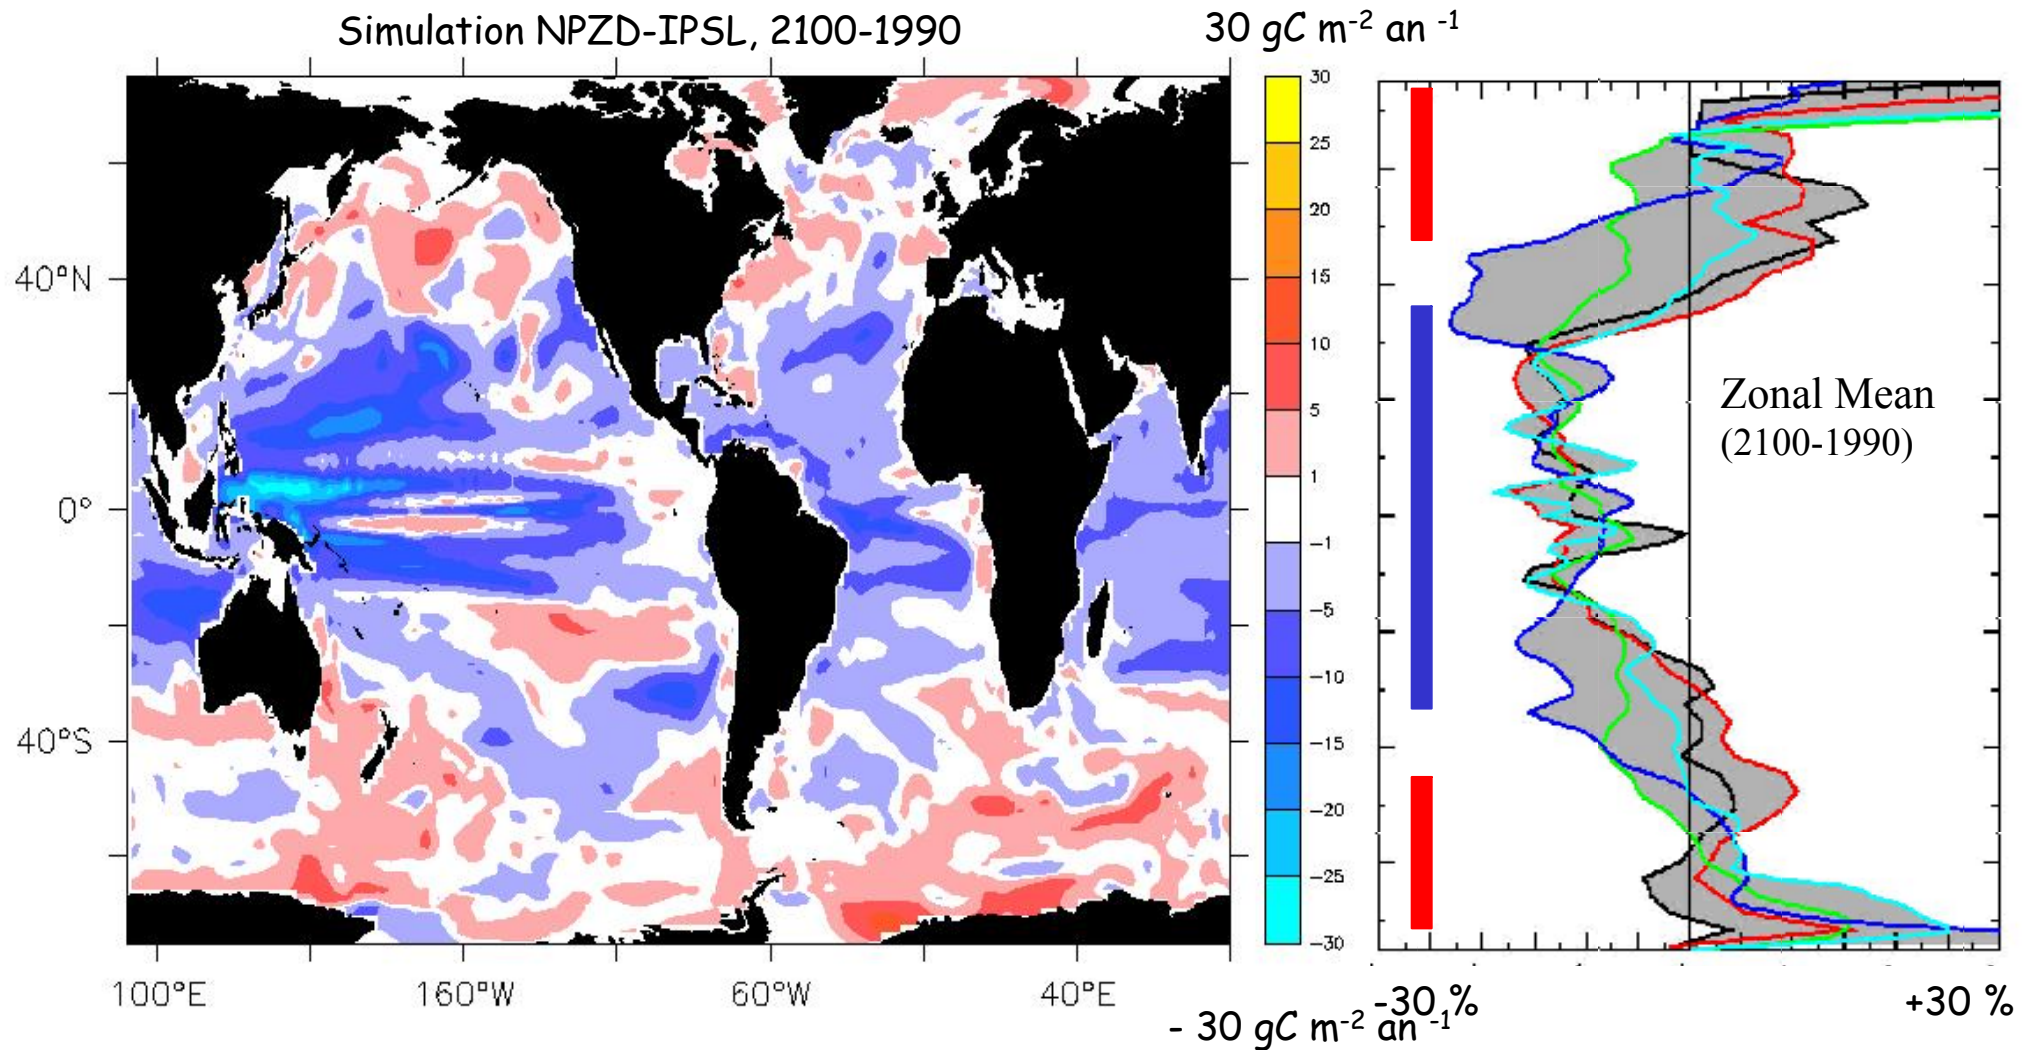 Simulation NPZD-IPSL, 2100-1990
30 gC m⁻² an ⁻¹
30
25
20
15
10
5
1
-1
-5
-10
-15
-20
-25
-30
40°N
0°
40°S
100°E
160°W
60°W
40°E
Zonal Mean
(2100-1990)
-30 %
+30 %
- 30 gC m⁻² an ⁻¹